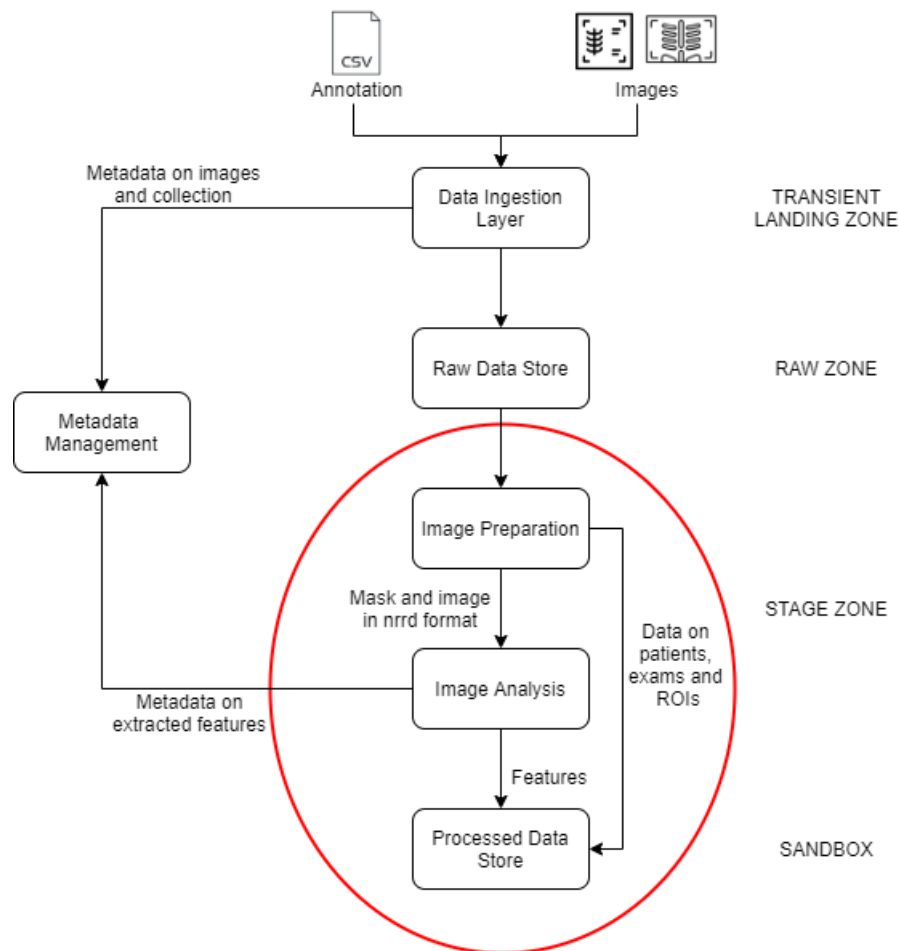 CSV
Annotation
Images
Metadata on images
and collection
Data Ingestion
Layer
TRANSIENT
LANDING ZONE
Raw Data Store
RAW ZONE
Metadata
Management
Image Preparation
Mask and image
in nrrd format
STAGE ZONE
Data on
patients,
exams and
ROIs
Image Analysis
Metadata on
extracted features
Features
Processed Data
Store
SANDBOX